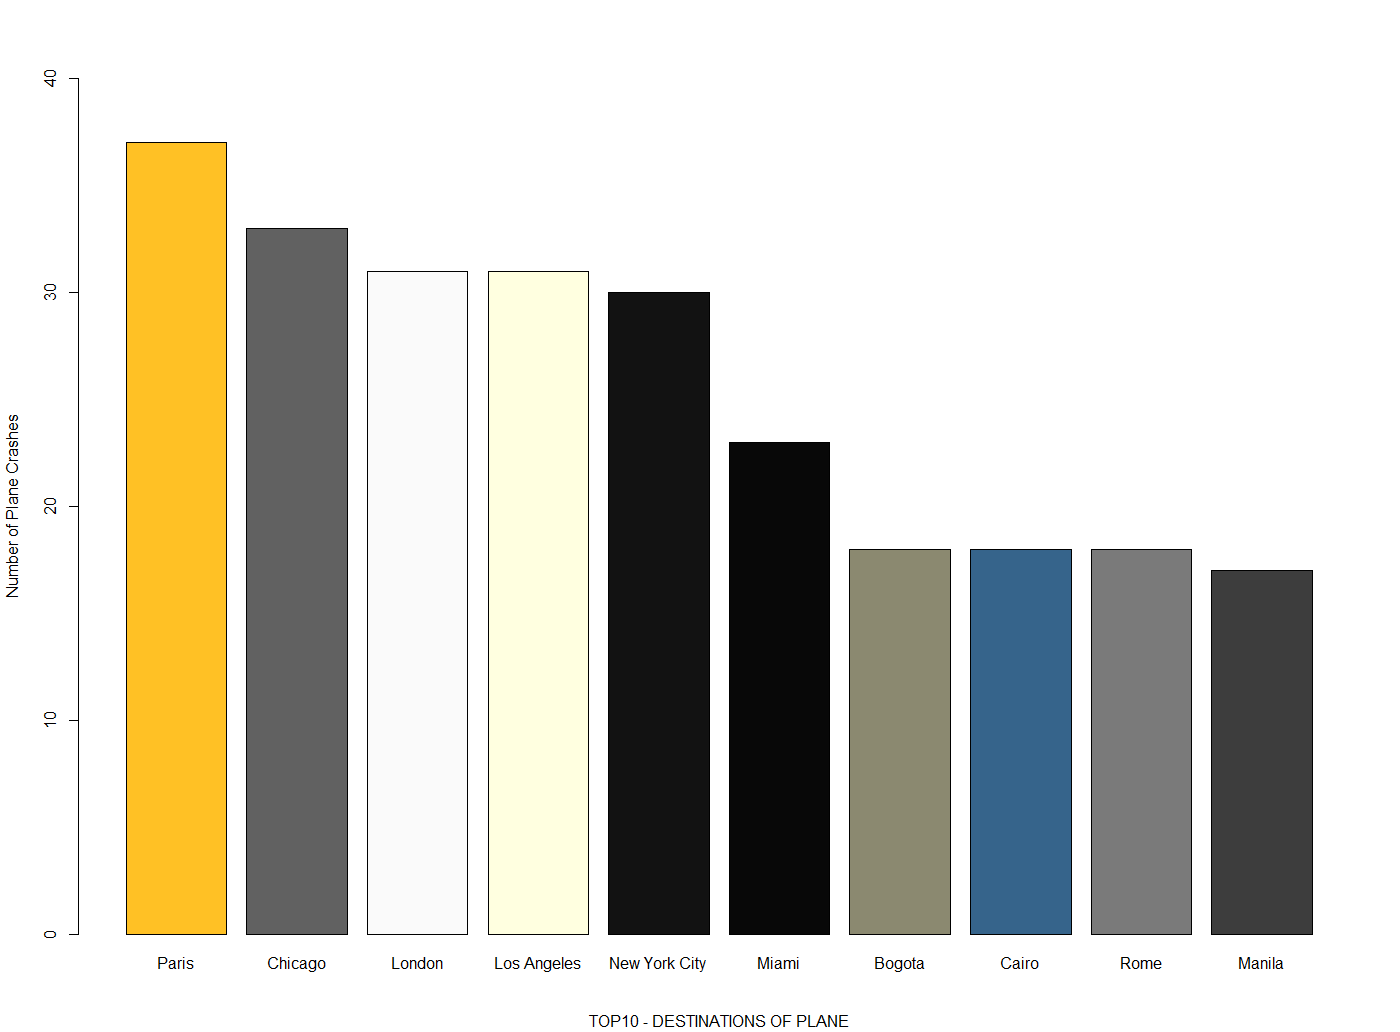 Number of Plane Crashes
40
30
20
10
0
Paris Chicago London Los Angeles New York City Miami Bogota Cairo Rome Manila
TOP10 - DESTINATIONS OF PLANE